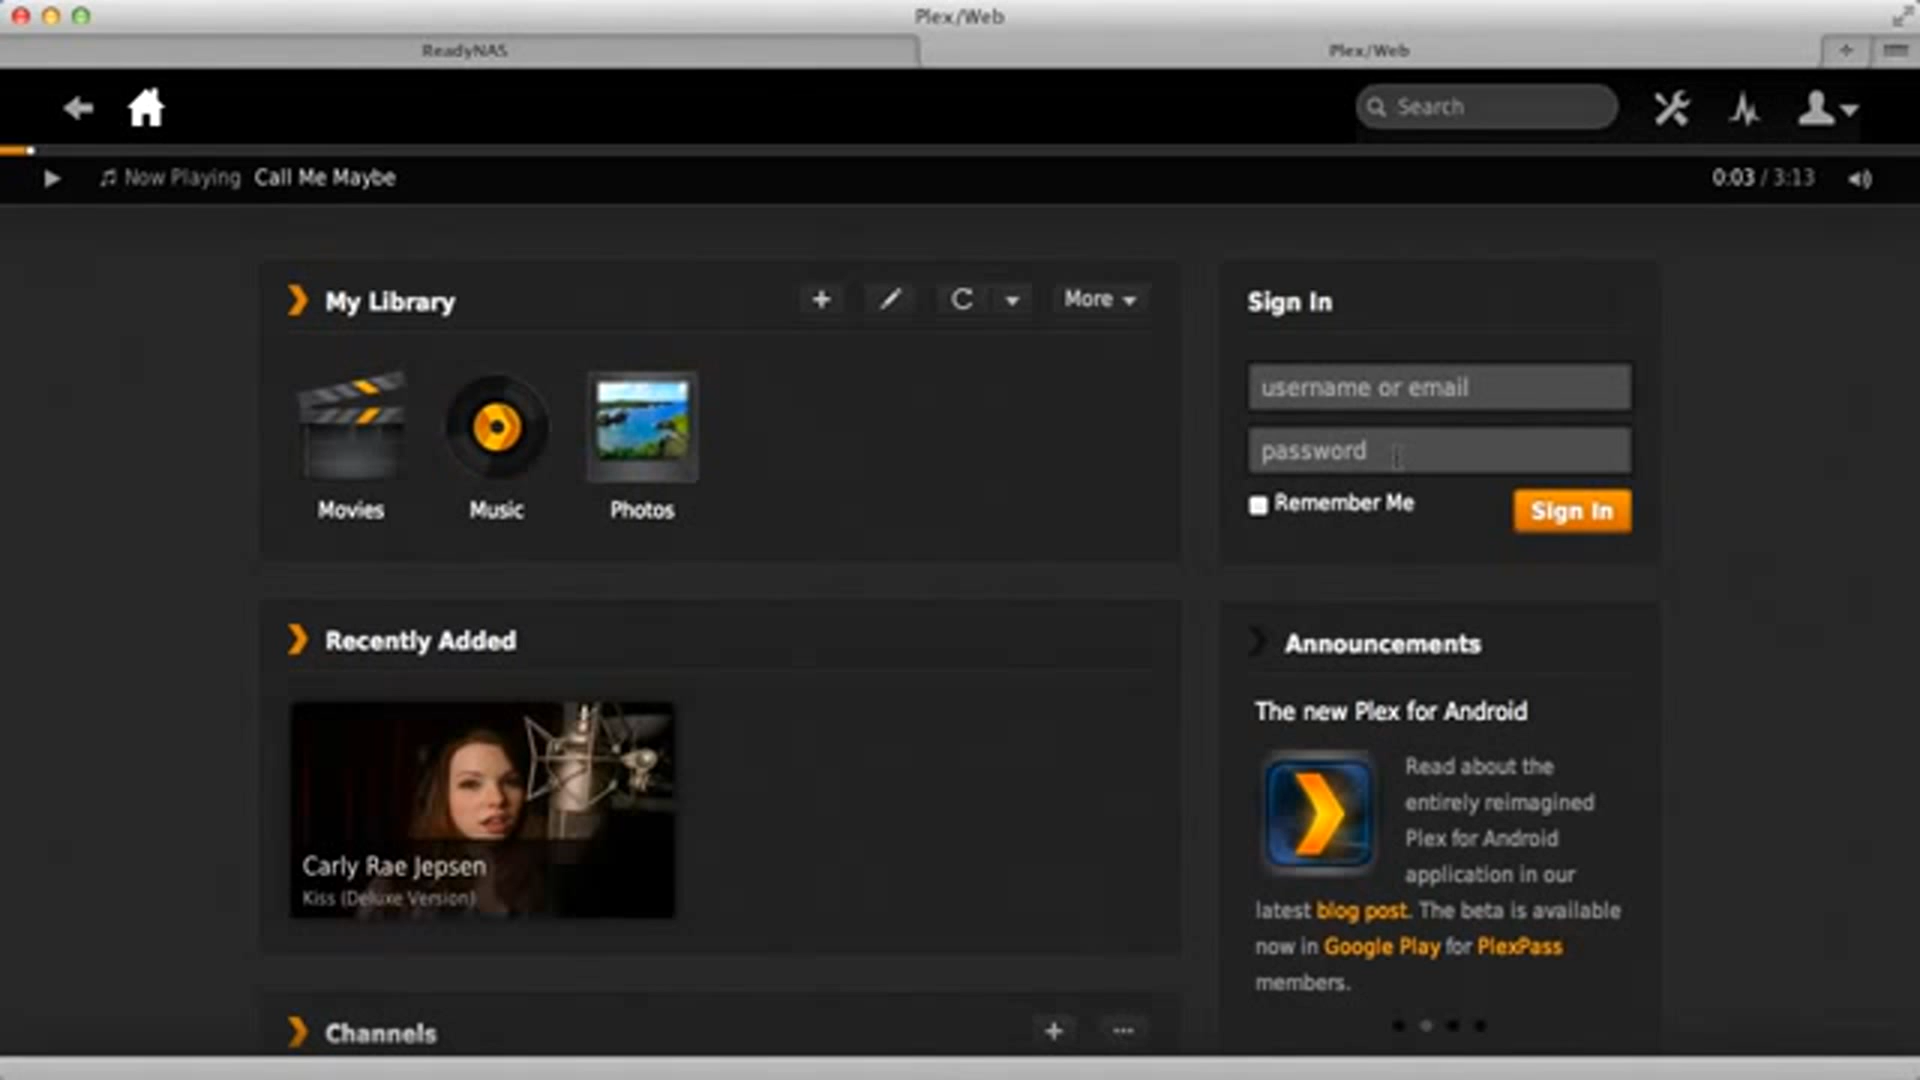 Plex/Web
ReadyNAS
Plex/Web
Search
Now Playing Call Me Maybe
0:03 / 3:13
My Library
More
Movies
Music
Photos
Sign In
username or email
password
Remember Me
Sign In
Recently Added
Carly Rae Jepsen
Kiss (Deluxe Version)
Announcements
The new Plex for Android
Read about the
entirely reimagined
Plex for Android
application in our
latest blog post. The beta is available
now in Google Play for PlexPass
members.
Channels